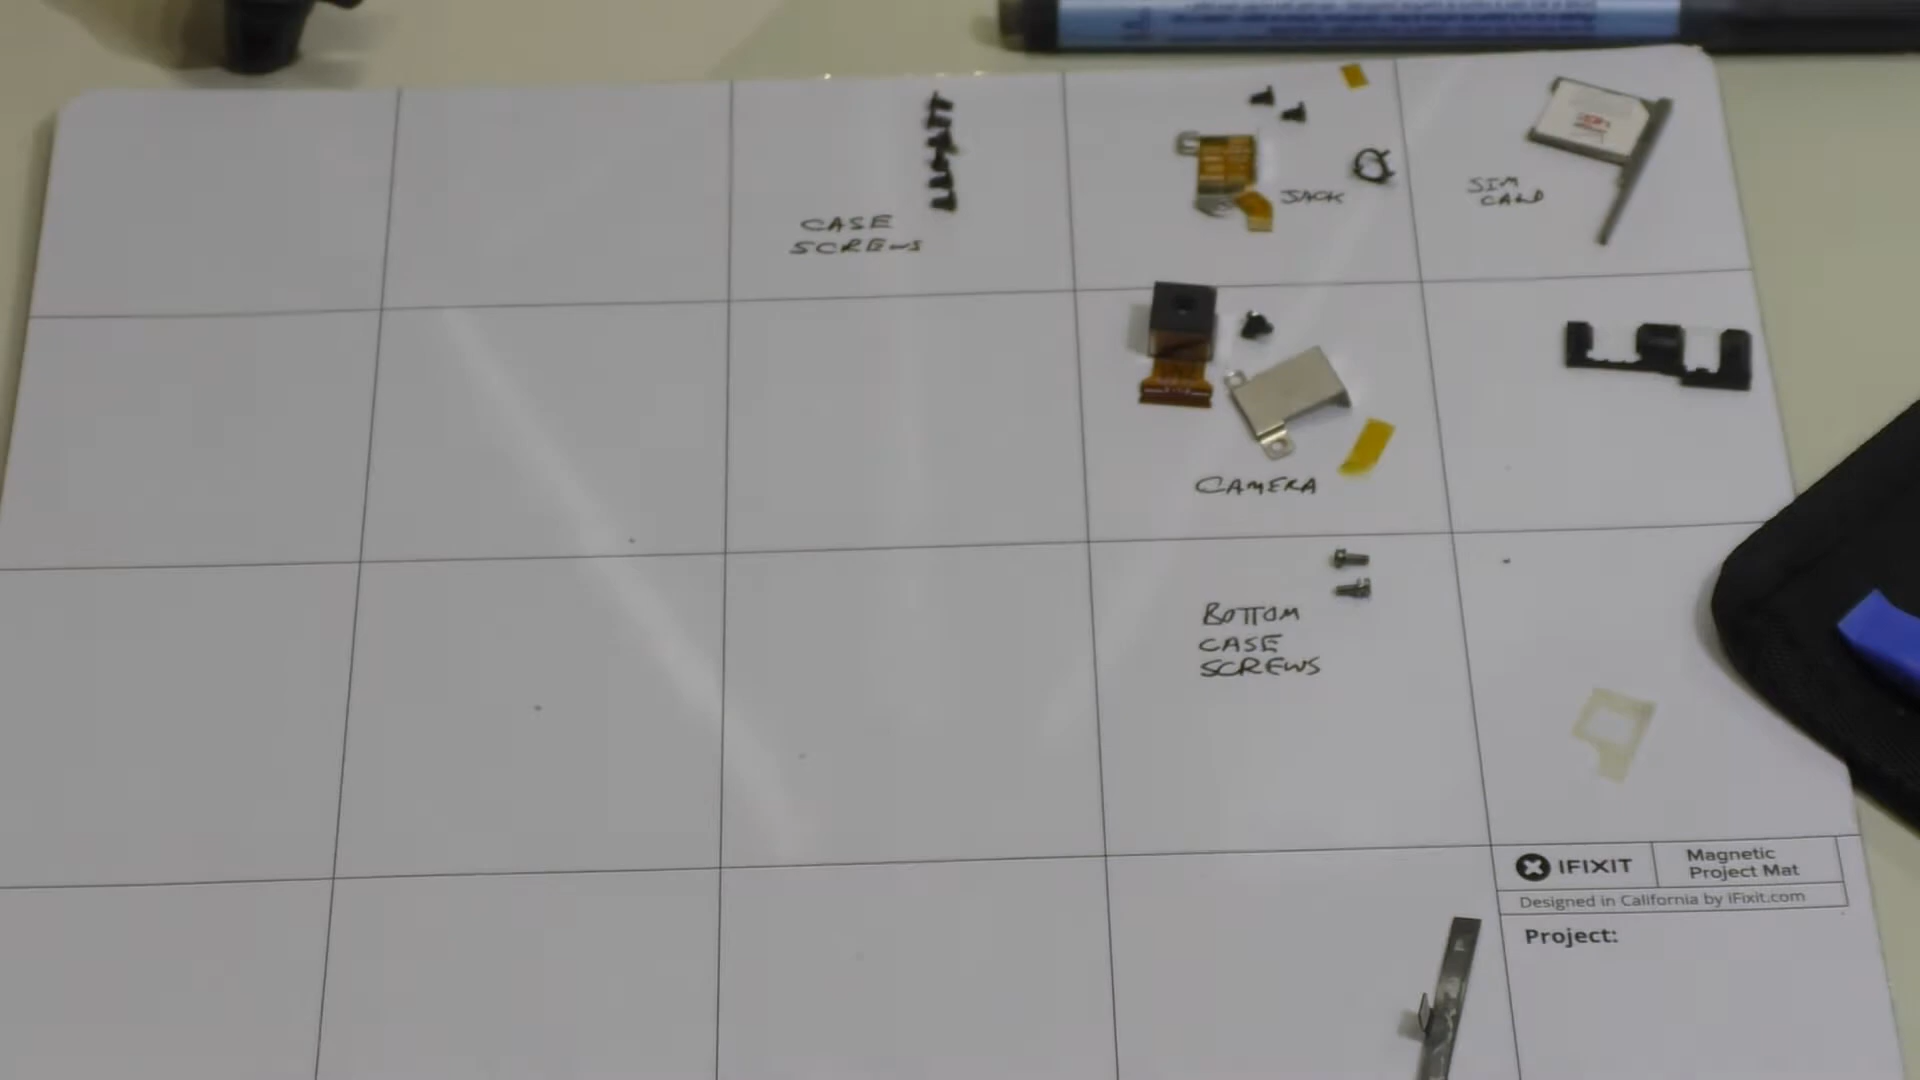 CASE
SCREWS
JACK
SIM
CARD
CAMERA
BOTTOM
CASE
SCREWS
IFIXIT
Magnetic
Project Mat
Designed in California by iFixit.com
Project: